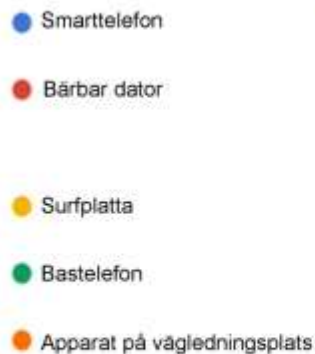 Smarttelefon
Bärbar dator
Surfplatta
Bastelefon
Apparat på vägledningsplats